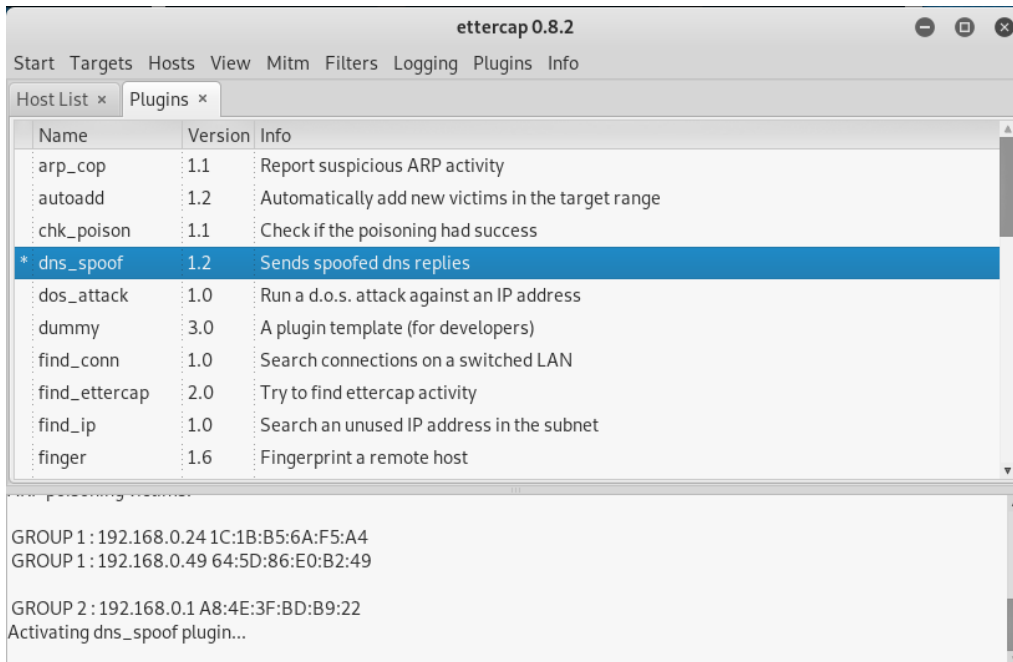 ettercap 0.8.2
Start Targets Hosts View Mitm Filters Logging Plugins Info
Host List × Plugins ×
Name Version Info
arp_cop 1.1 Report suspicious ARP activity
autoadd 1.2 Automatically add new victims in the target range
chk_poison 1.1 Check if the poisoning had success
* dns_spoof 1.2 Sends spoofed dns replies
dos_attack 1.0 Run a d.o.s. attack against an IP address
dummy 3.0 A plugin template (for developers)
find_conn 1.0 Search connections on a switched LAN
find_ettercap 2.0 Try to find ettercap activity
find_ip 1.0 Search an unused IP address in the subnet
finger 1.6 Fingerprint a remote host
GROUP 1 : 192.168.0.24 1C:1B:B5:6A:F5:A4
GROUP 1 : 192.168.0.49 64:5D:86:E0:B2:49
GROUP 2 : 192.168.0.1 A8:4E:3F:BD:B9:22
Activating dns_spoof plugin...